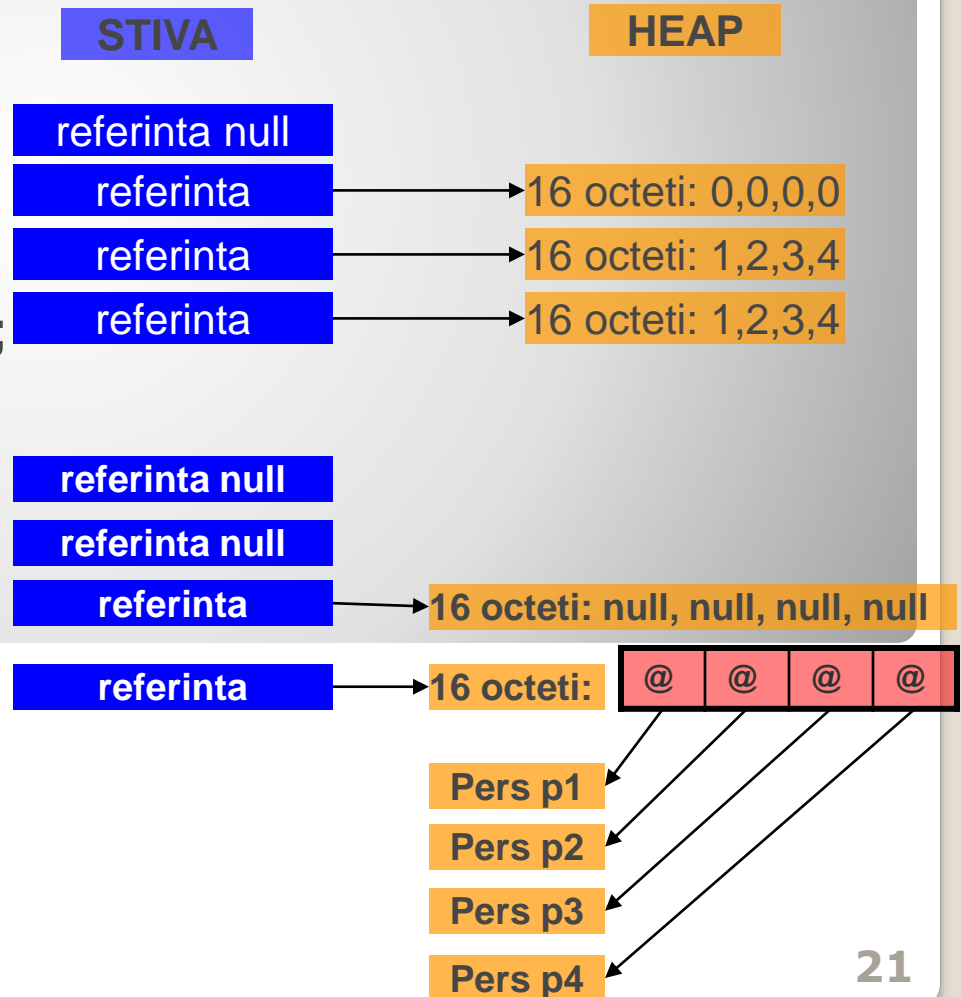 STIVA HEAP
referinta null
referinta 16 octeti: 0,0,0,0
referinta 16 octeti: 1,2,3,4
referinta 16 octeti: 1,2,3,4
;
referinta null
referinta null
referinta 16 octeti: null, null, null, null
referinta 16 octeti: @ @ @ @
Pers p1
Pers p2
Pers p3
Pers p4
21